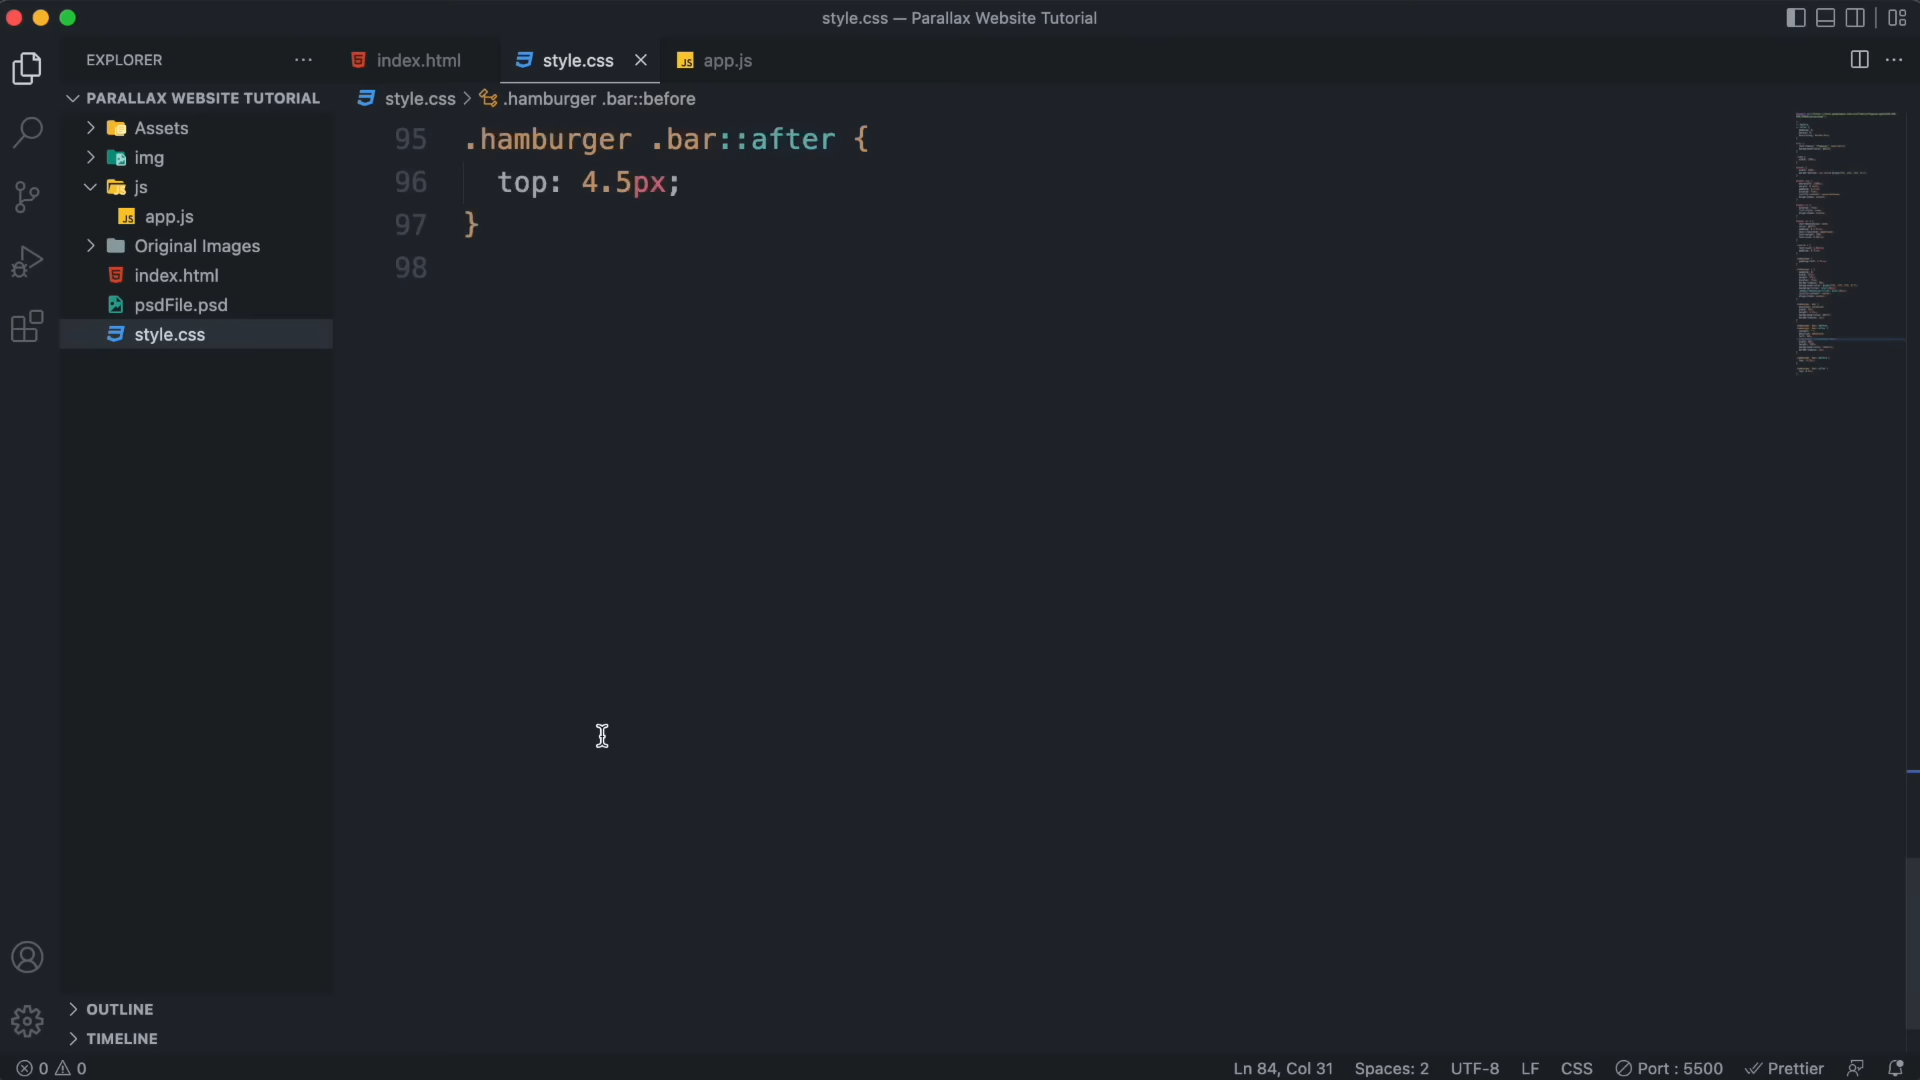 style.css — Parallax Website Tutorial
EXPLORER
index.html
style.css
app.js
PARALLAX WEBSITE TUTORIAL
style.css > .hamburger .bar::before
Assets
img
js
app.js
Original Images
index.html
psdFile.psd
style.css
95 .hamburger .bar::after {
96 top: 4.5px;
97 }
98
OUTLINE
TIMELINE
0 0
Ln 84, Col 31 Spaces: 2 UTF-8 LF CSS Port : 5500 Prettier